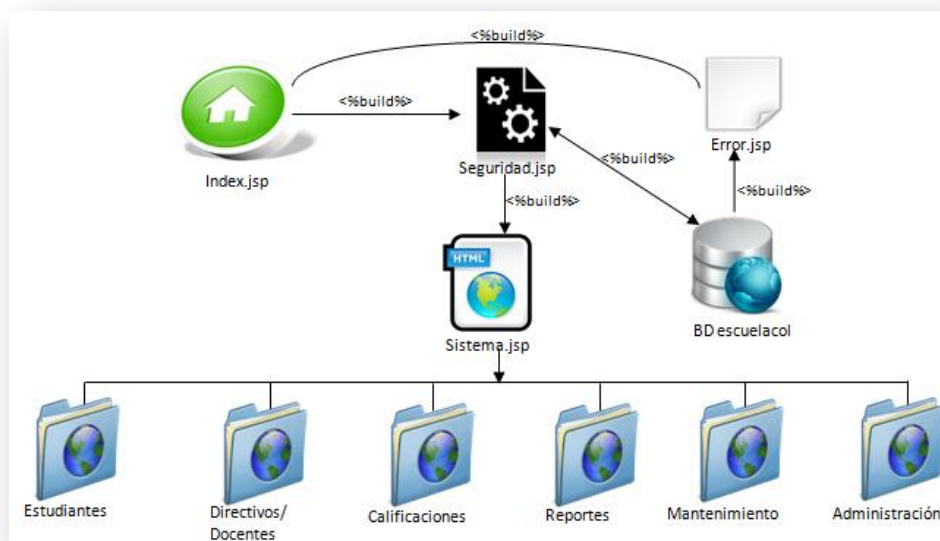 <%build%>
<%build%>
Index.jsp
Seguridad.jsp
<%build%>
Error.jsp
<%build%>
<%build%>
HTML
BD escuelacol
Sistema.jsp
Estudiantes
Directivos/
Docentes
Calificaciones
Reportes
Mantenimiento
Administración